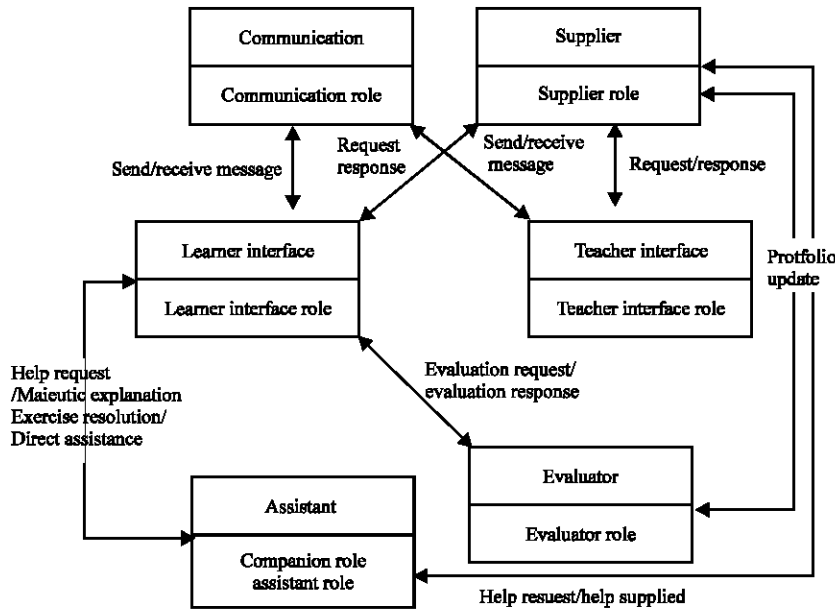 Communication
Communication role
Supplier
Supplier role
Send/receive message
Request
response
Send/receive
message
Request/response
Learner interface
Learner interface role
Teacher interface
Teacher interface role
Protfolio
update
Help request
/Maieutic explanation
Exercise resolution/
Direct assistance
Evaluation request/
evaluation response
Evaluator
Evaluator role
Assistant
Companion role
assistant role
Help resuest/help supplied